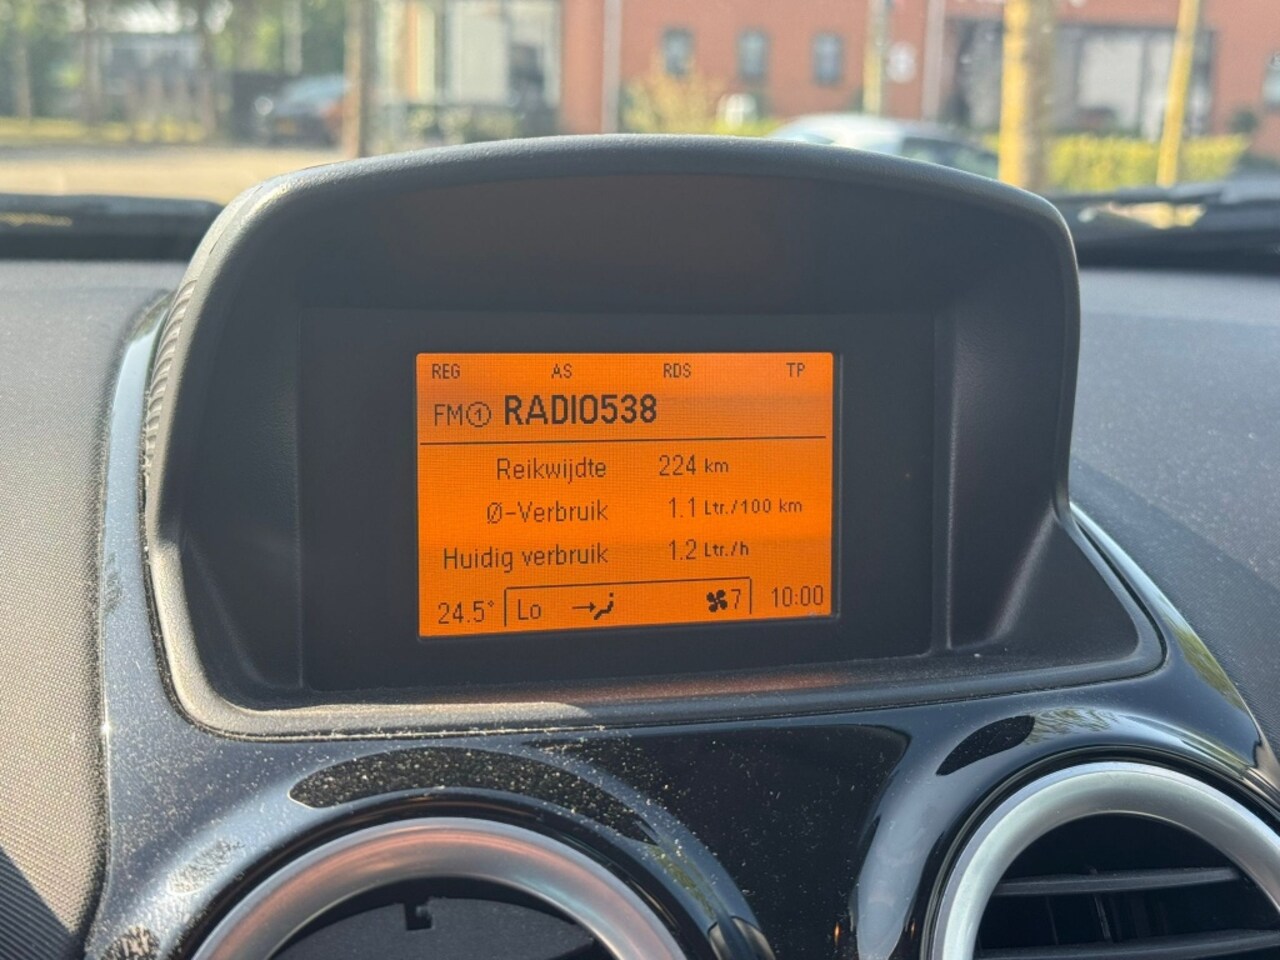 REG AS RDS TP
FM① RADIO538
Reikwijdte 224 km
Ø-Verbruik 1.1 Ltr./100 km
Huidig verbruik 1.2 Ltr./h
24.5° Lo 7 10:00